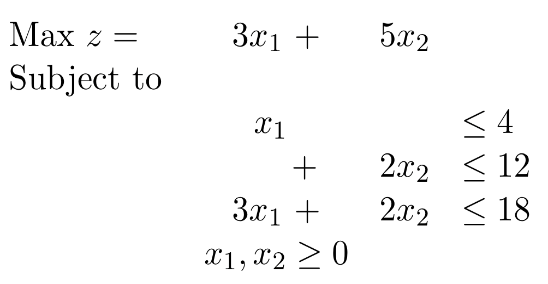 Max z = 3x₁ + 5x₂
Subject to
x₁ ≤ 4
+ 2x₂ ≤ 12
3x₁ + 2x₂ ≤ 18
x₁, x₂ ≥ 0